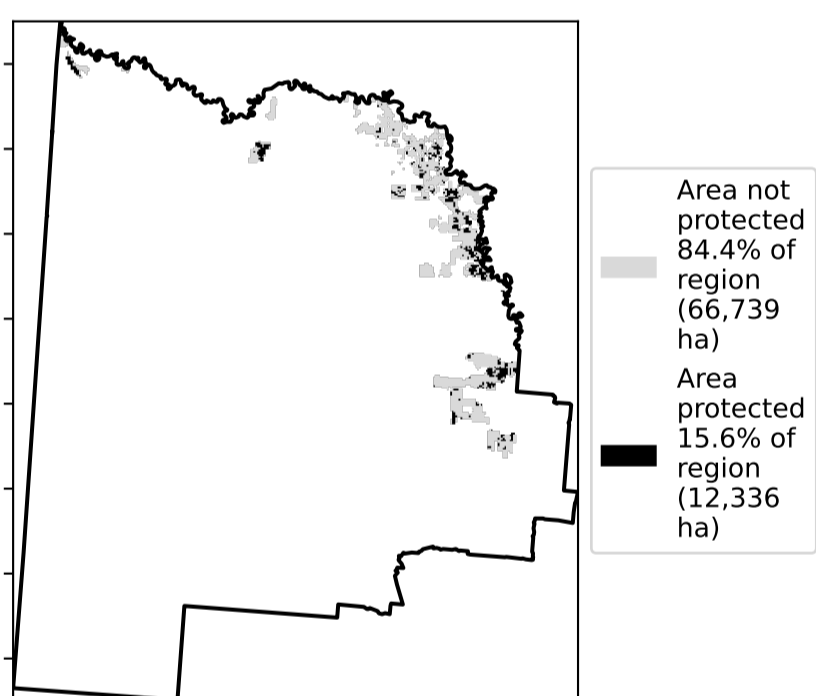 Area not
protected
84.4% of
region
(66,739
ha)
Area
protected
15.6% of
region
(12,336
ha)